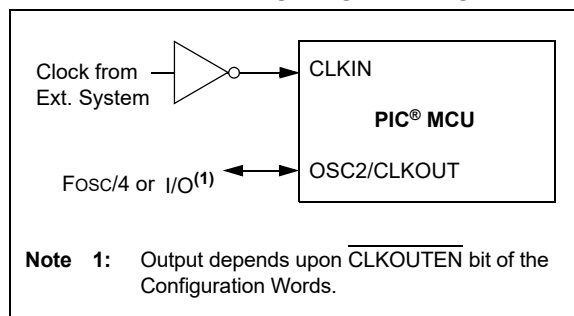 Clock from
Ext. System
CLKIN
PIC® MCU
FOSC/4 or I/O(1)
OSC2/CLKOUT
Note 1: Output depends upon CLKOUTEN bit of the
Configuration Words.